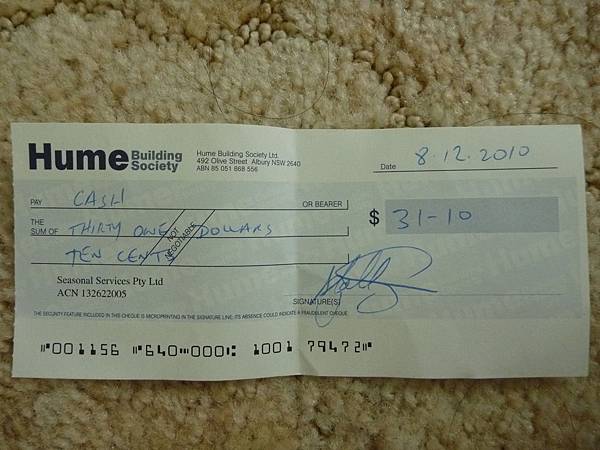 Hume Building Society
Hume Building Society Ltd.
492 Olive Street Albury NSW 2640
ABN 85 051 868 556
Date 8.12.2010
PAY CASH OR BEARER
THE SUM OF THIRTY ONE DOLLARS
TEN CENTS
NOT NEGOTIABLE
$ 31-10
Seasonal Services Pty Ltd
ACN 132622005
SIGNATURE(S)
THE SECURITY FEATURE INCLUDED IN THIS CHEQUE IS MICROPRINTING IN THE SIGNATURE LINE; ITS ABSENCE COULD INDICATE A FRAUDULENT CHEQUE
⑈001156 ⑈640⑉000⑆ 1001 79472⑈